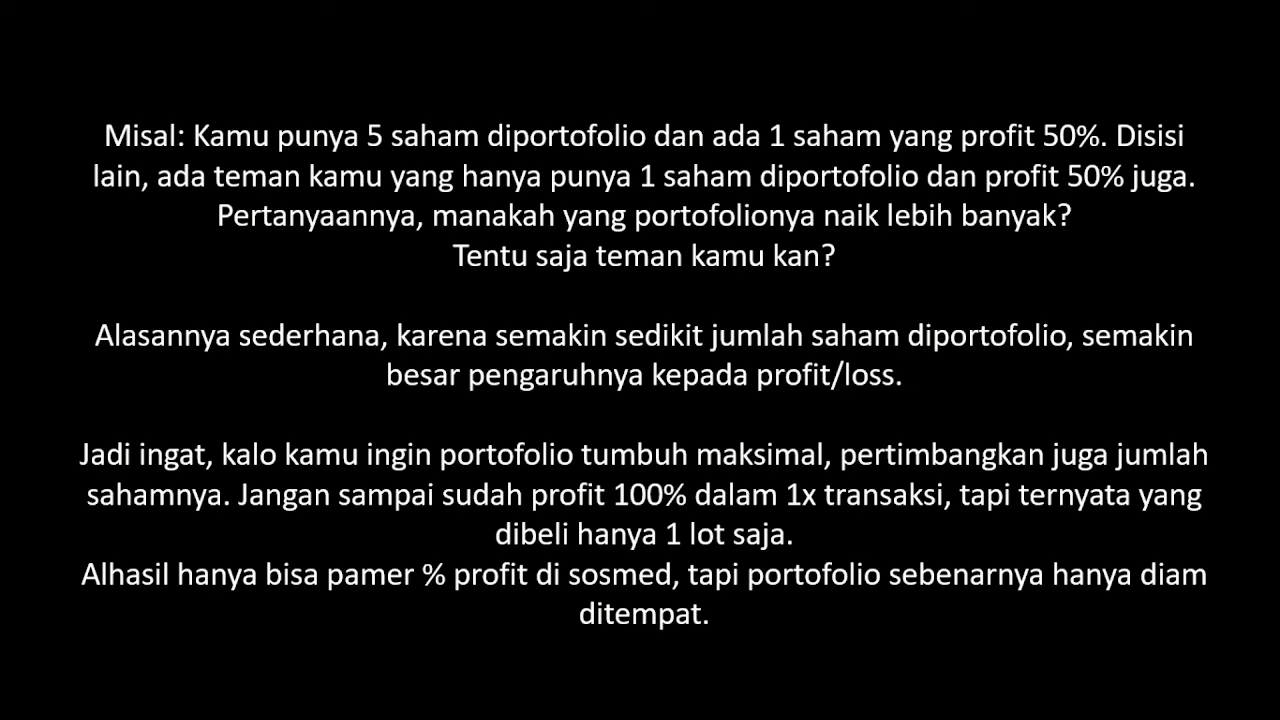 Misal: Kamu punya 5 saham diportofolio dan ada 1 saham yang profit 50%. Disisi
lain, ada teman kamu yang hanya punya 1 saham diportofolio dan profit 50% juga.
Pertanyaannya, manakah yang portofolionya naik lebih banyak?
Tentu saja teman kamu kan?
Alasannya sederhana, karena semakin sedikit jumlah saham diportofolio, semakin
besar pengaruhnya kepada profit/loss.
Jadi ingat, kalo kamu ingin portofolio tumbuh maksimal, pertimbangkan juga jumlah
sahamnya. Jangan sampai sudah profit 100% dalam 1x transaksi, tapi ternyata yang
dibeli hanya 1 lot saja.
Alhasil hanya bisa pamer % profit di sosmed, tapi portofolio sebenarnya hanya diam
ditempat.